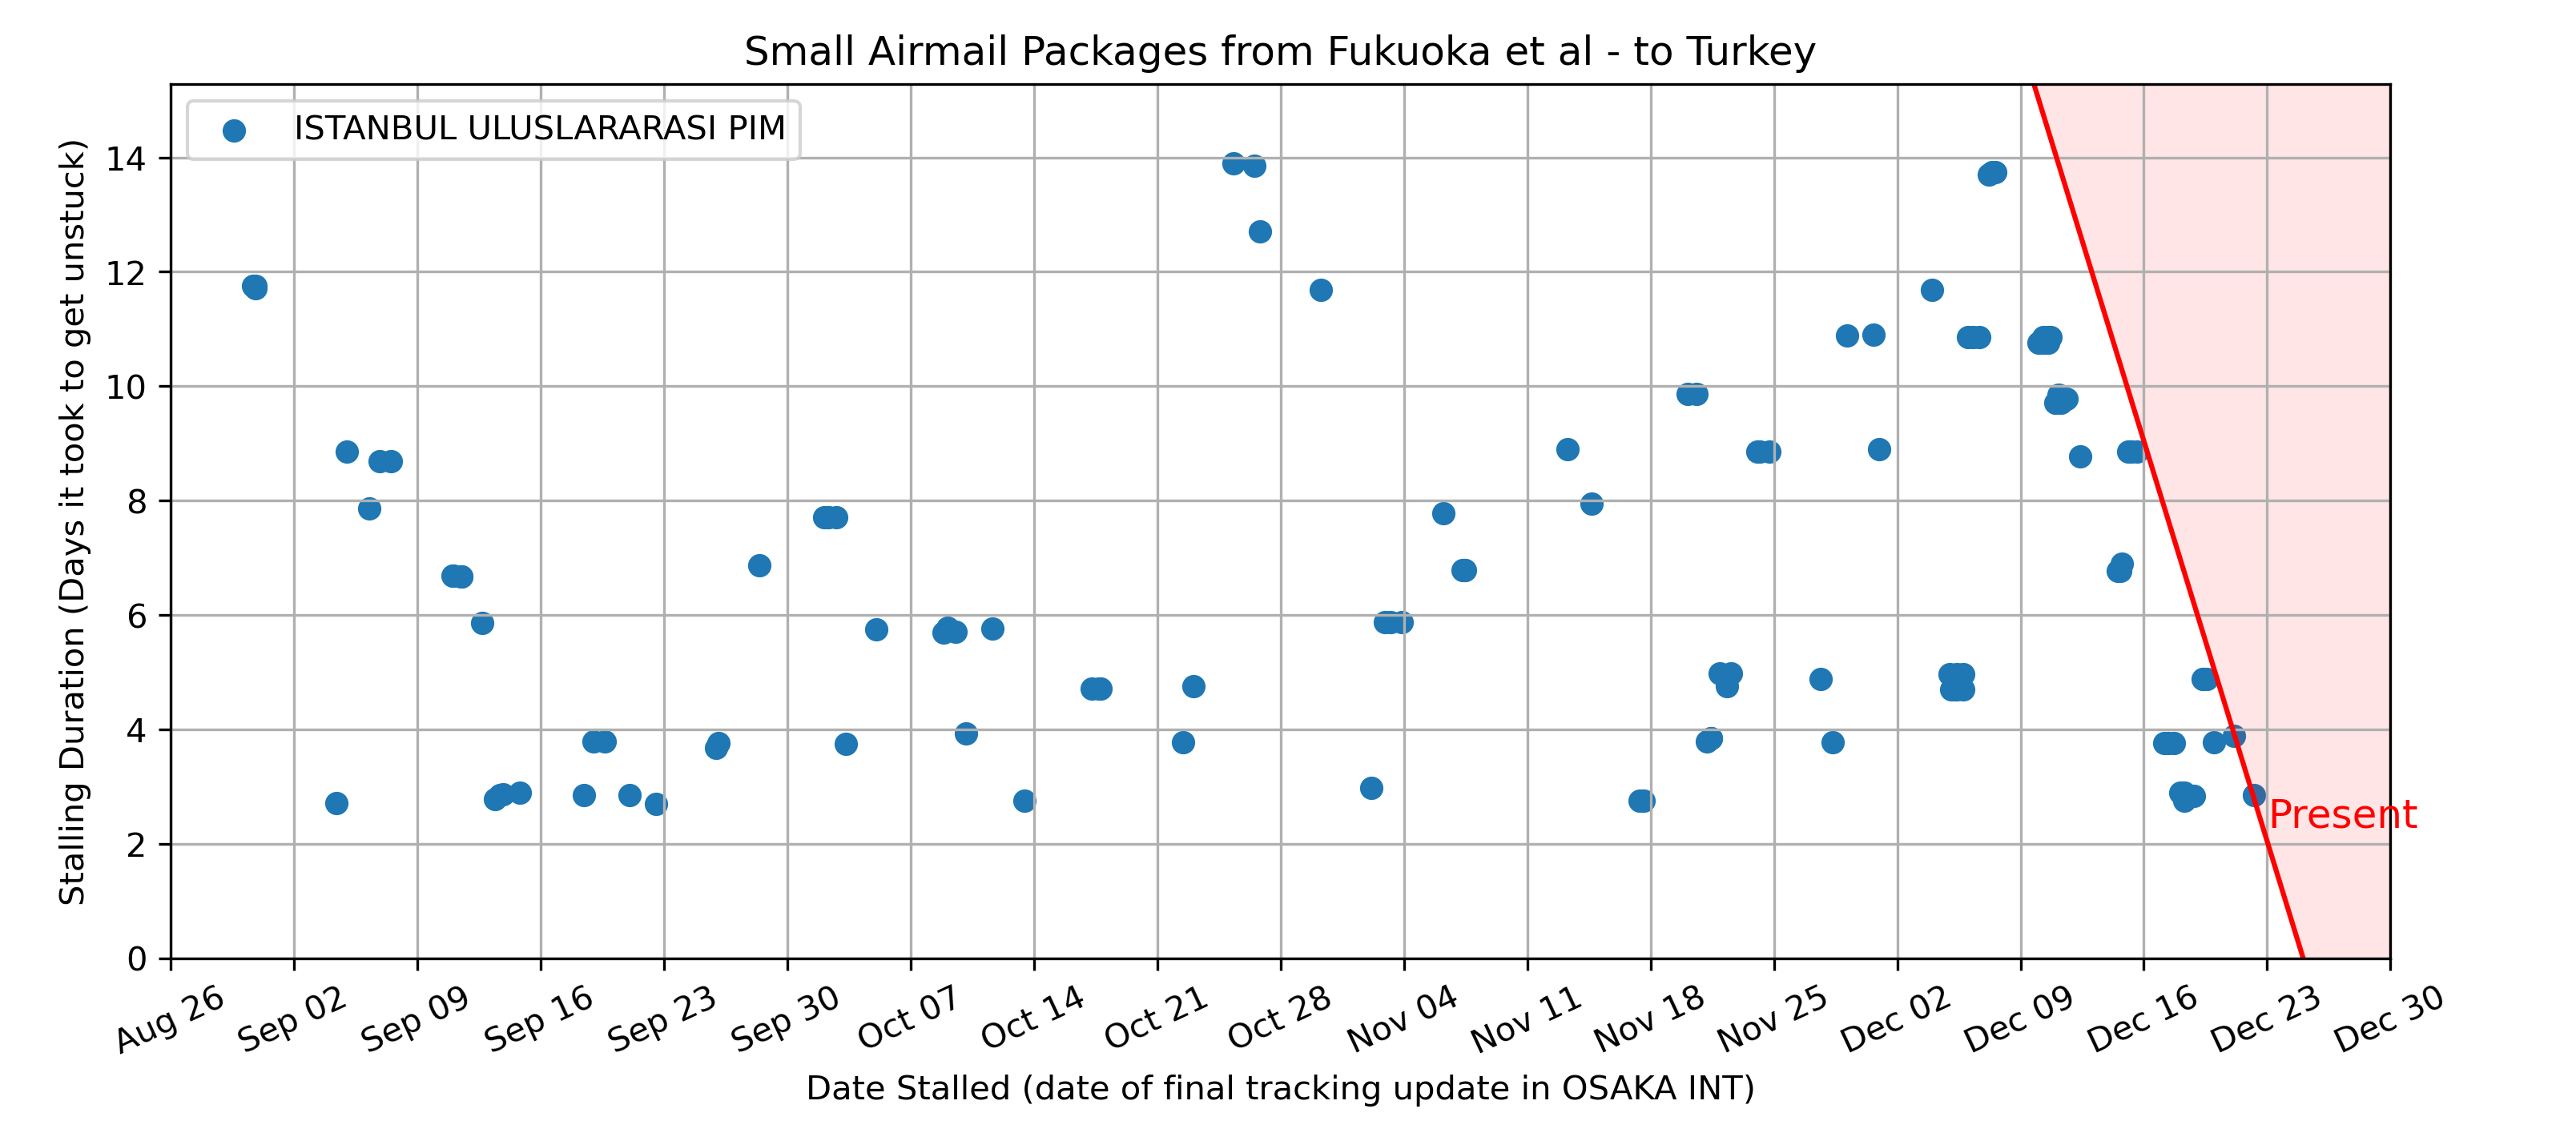 Small Airmail Packages from Fukuoka et al - to Turkey
ISTANBUL ULUSLARARASI PIM
Stalling Duration (Days it took to get unstuck)
14
12
10
8
6
4
2
0
Present
Aug 26
Sep 02
Sep 09
Sep 16
Sep 23
Sep 30
Oct 07
Oct 14
Oct 21
Oct 28
Nov 04
Nov 11
Nov 18
Nov 25
Dec 02
Dec 09
Dec 16
Dec 23
Dec 30
Date Stalled (date of final tracking update in OSAKA INT)